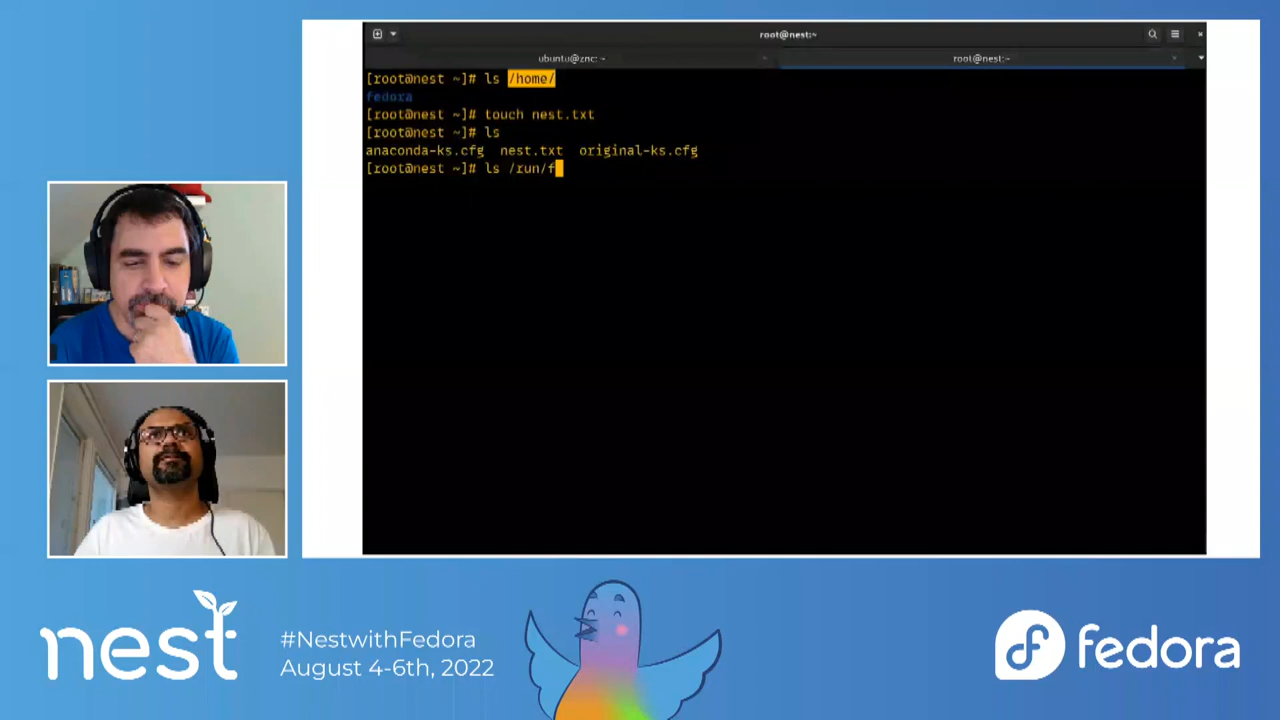 root@nest:~
ubuntu@znc: ~
root@nest:~
[root@nest ~]# ls /home/
fedora
[root@nest ~]# touch nest.txt
[root@nest ~]# ls
anaconda-ks.cfg  nest.txt  original-ks.cfg
[root@nest ~]# ls /run/f
nest
#NestwithFedora
August 4-6th, 2022
fedora